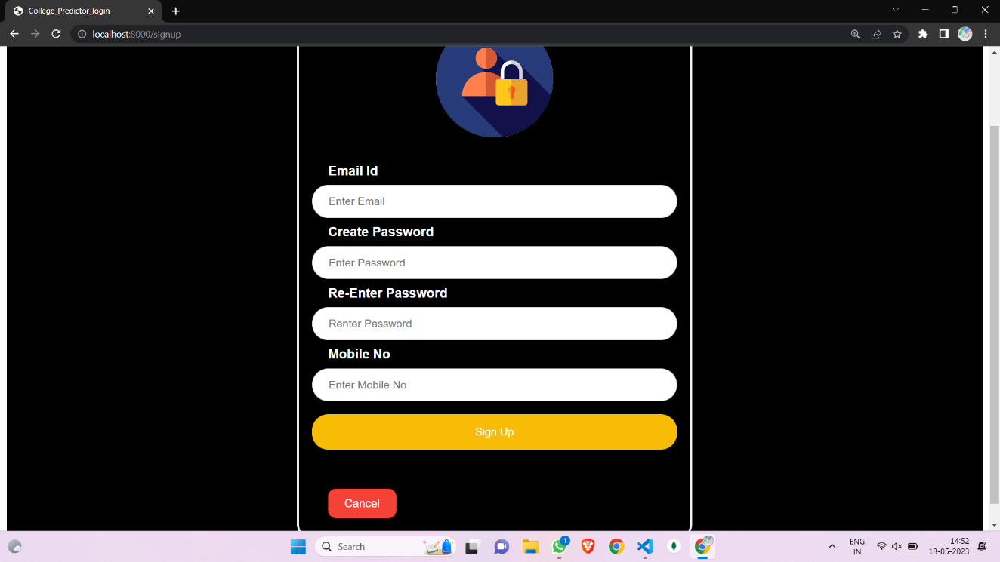 College_Predictor_login
localhost:8000/signup
Email Id
Enter Email
Create Password
Enter Password
Re-Enter Password
Renter Password
Mobile No
Enter Mobile No
Sign Up
Cancel
Search
1
ENG
IN
14:52
18-05-2023